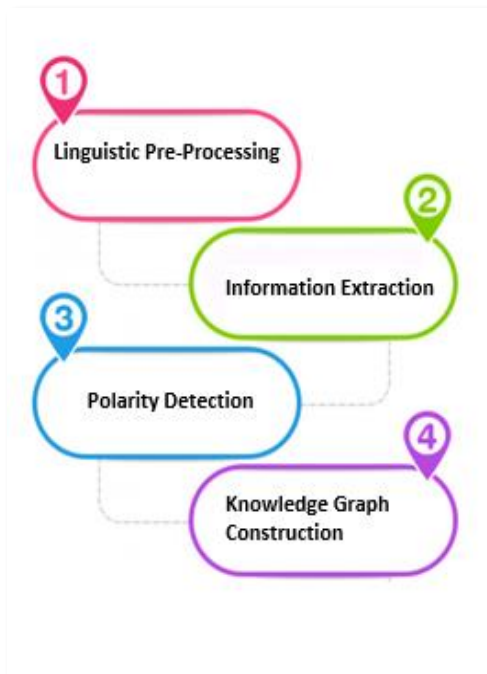 1
Linguistic Pre-Processing
2
Information Extraction
3
Polarity Detection
4
Knowledge Graph
Construction